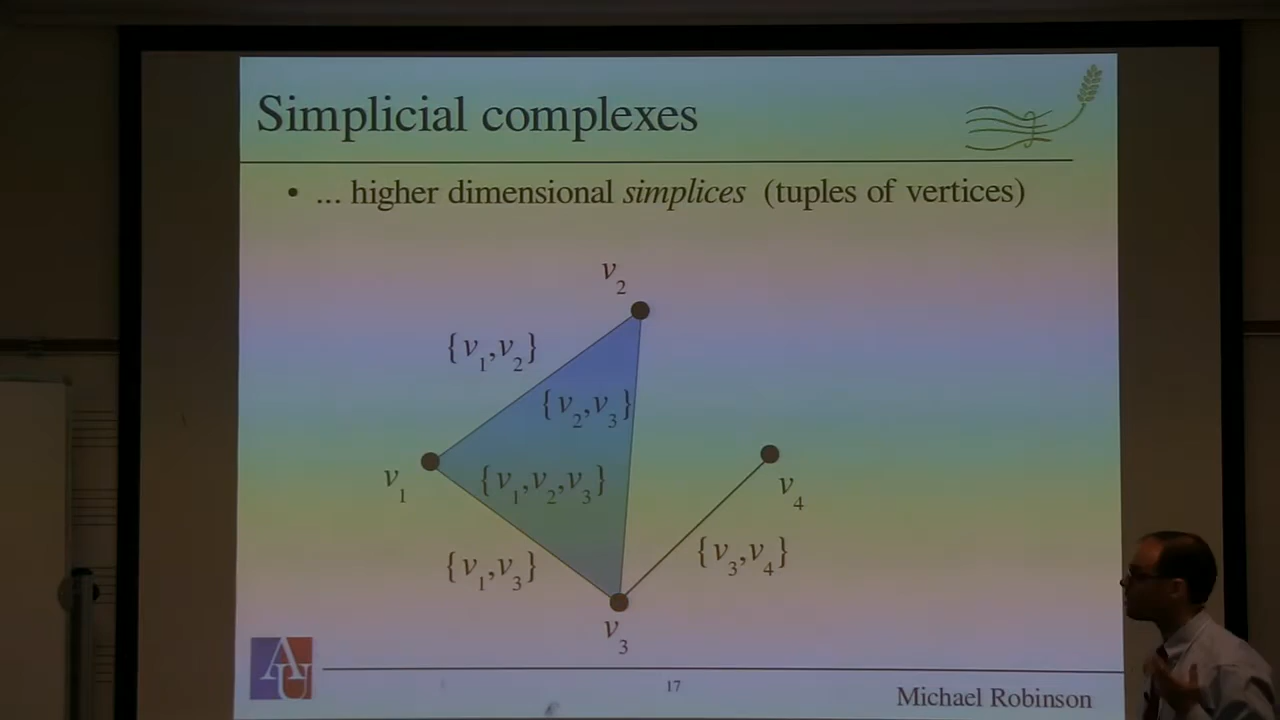 Simplicial complexes
• ... higher dimensional simplices (tuples of vertices)
v2
{v1,v2}
{v2,v3}
v1
{v1,v2,v3}
v4
{v1,v3}
{v3,v4}
v3
AU
17
Michael Robinson